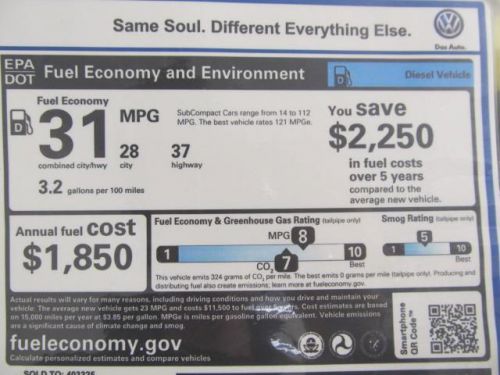 Same Soul. Different Everything Else.
Das Auto.
EPA
DOT
Fuel Economy and Environment
Diesel Vehicle
Fuel Economy
D
31 MPG
combined city/hwy
28
city
37
highway
SubCompact Cars range from 14 to 112
MPG. The best vehicle rates 121 MPGe.
3.2 gallons per 100 miles
You save
$2,250
in fuel costs
over 5 years
compared to the
average new vehicle.
Annual fuel cost
$1,850
Fuel Economy & Greenhouse Gas Rating (tailpipe only)
MPG 8
1
10
Best
CO2 7
Smog Rating (tailpipe only)
5
1
10
Best
This vehicle emits 324 grams of CO2 per mile. The best emits 0 grams per mile (tailpipe only). Producing and
distributing fuel also create emissions; learn more at fueleconomy.gov.
Actual results will vary for many reasons, including driving conditions and how you drive and maintain your
vehicle. The average new vehicle gets 23 MPG and costs $11,500 to fuel over 5 years. Cost estimates are based
on 15,000 miles per year at $3.85 per gallon. MPGe is miles per gasoline gallon equivalent. Vehicle emissions
are a significant cause of climate change and smog.
fueleconomy.gov
Calculate personalized estimates and compare vehicles
Smartphone
QR Code™
SOLD TO: 403225